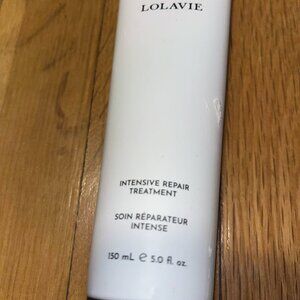 LOLAVIE
INTENSIVE REPAIR
TREATMENT
SOIN RÉPARATEUR
INTENSE
150 mL ℮ 5.0 fl. oz.